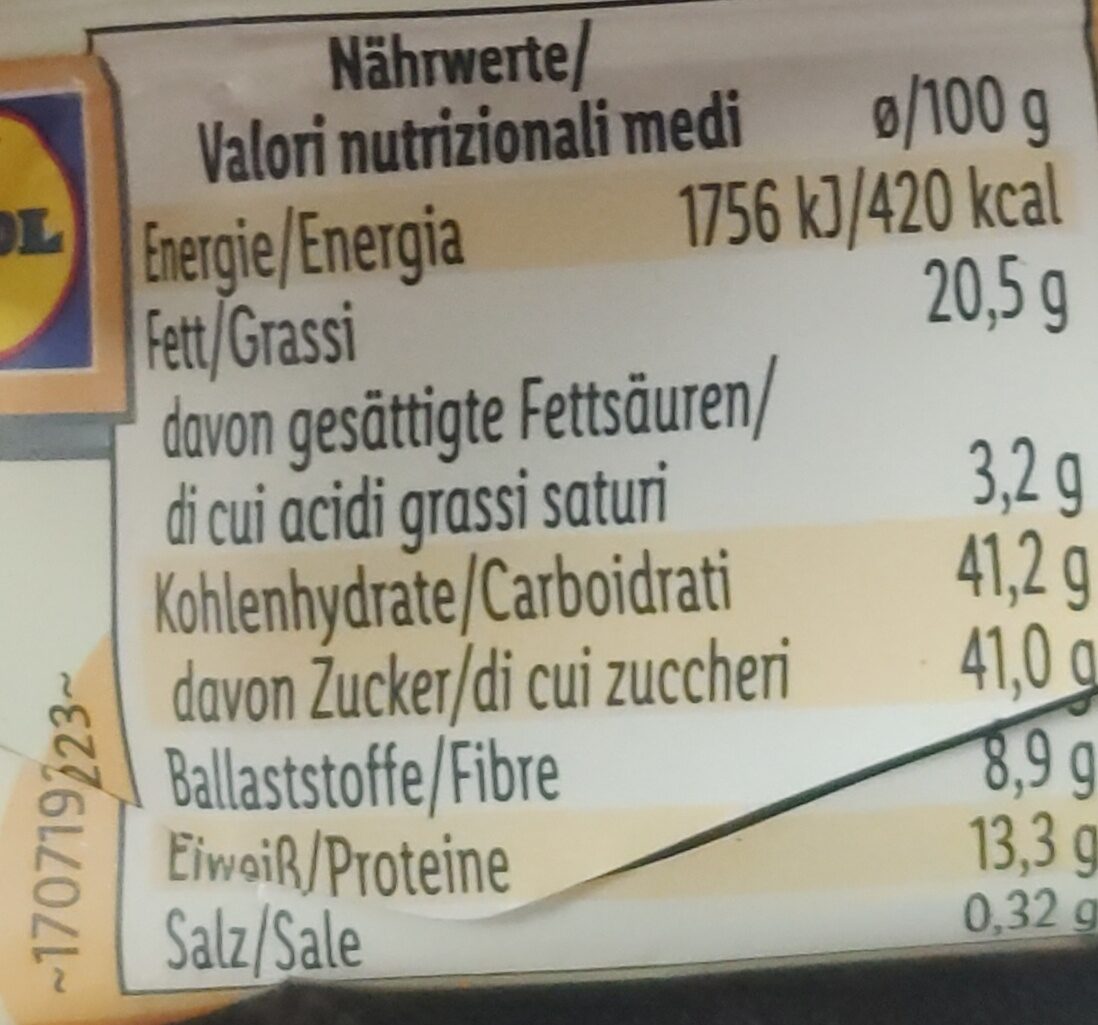 Nährwerte/
Valori nutrizionali medi ø/100 g
Energie/Energia 1756 kJ/420 kcal
Fett/Grassi 20,5 g
davon gesättigte Fettsäuren/
di cui acidi grassi saturi 3,2 g
Kohlenhydrate/Carboidrati 41,2 g
davon Zucker/di cui zuccheri 41,0 g
Ballaststoffe/Fibre 8,9 g
Eiweiß/Proteine 13,3 g
Salz/Sale 0,32 g
DL